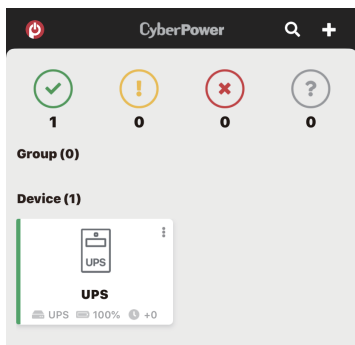 CyberPower
1 0 0 0
Group (0)
Device (1)
UPS
UPS
UPS 100% +0